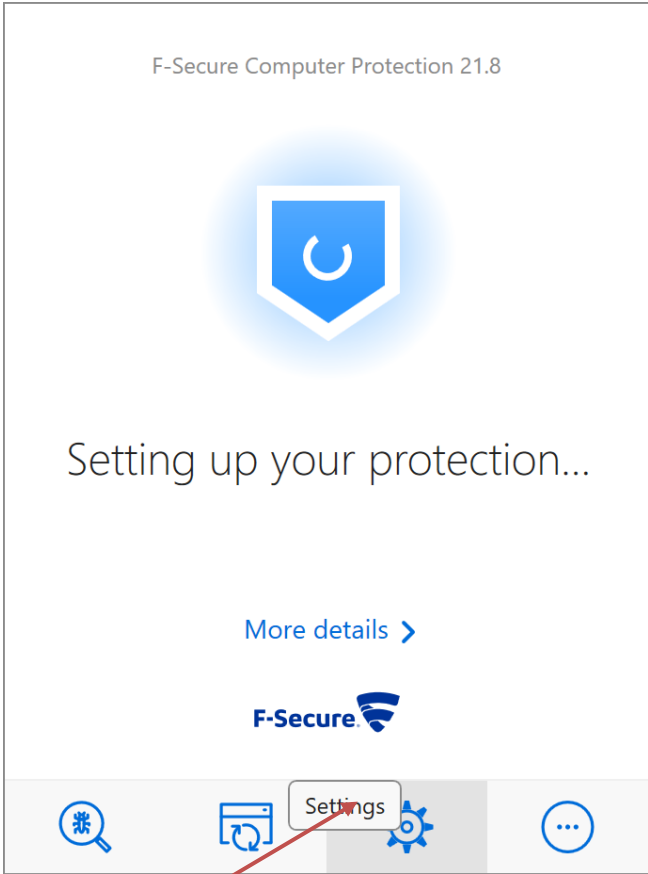 F-Secure Computer Protection 21.8
Setting up your protection...
More details
F-Secure.
Settings